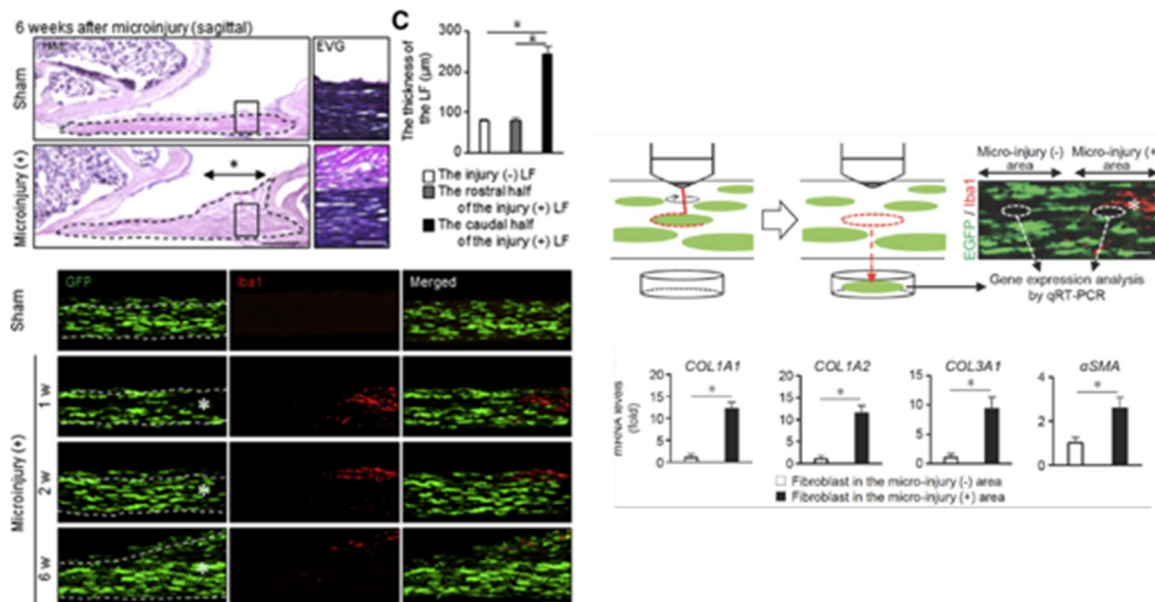 6 weeks after microinjury (sagittal)
Sham
EVG
Microinjury (+)
*
C
The thickness of
the LF (μm)
300
200
100
0
*
*
The injury (-) LF
The rostral half
of the injury (+) LF
The caudal half
of the injury (+) LF
GFP
Iba1
Merged
Sham
Microinjury (+)
1 w
*
2 w
*
6 w
*
Micro-injury (-)
area
Micro-injury (+
area
EGFP / Iba1
*
Gene expression analysis
by qRT-PCR
mRNA levels
(fold)
COL1A1
20
15
10
5
0
*
COL1A2
20
15
10
5
0
*
COL3A1
15
10
5
0
*
αSMA
4
2
0
*
Fibroblast in the micro-injury (-) area
Fibroblast in the micro-injury (+) area